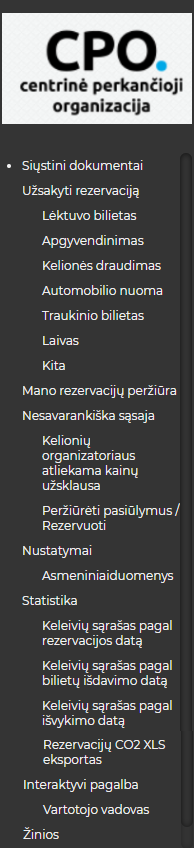 CPO.
centrinė perkančioji
organizacija
Siųstini dokumentai
Užsakyti rezervaciją
Lėktuvo bilietas
Apgyvendinimas
Kelionės draudimas
Automobilio nuoma
Traukinio bilietas
Laivas
Kita
Mano rezervacijų peržiūra
Nesavarankiška sąsaja
Kelionių
organizatoriaus
atliekama kainų
užsklausa
Peržiūrėti pasiūlymus /
Rezervuoti
Nustatymai
Asmeniniaiduomenys
Statistika
Keleivių sąrašas pagal
rezervacijos datą
Keleivių sąrašas pagal
bilietų išdavimo datą
Keleivių sąrašas pagal
išvykimo datą
Rezervacijų CO2 XLS
eksportas
Interaktyvi pagalba
Vartotojo vadovas
Žinios